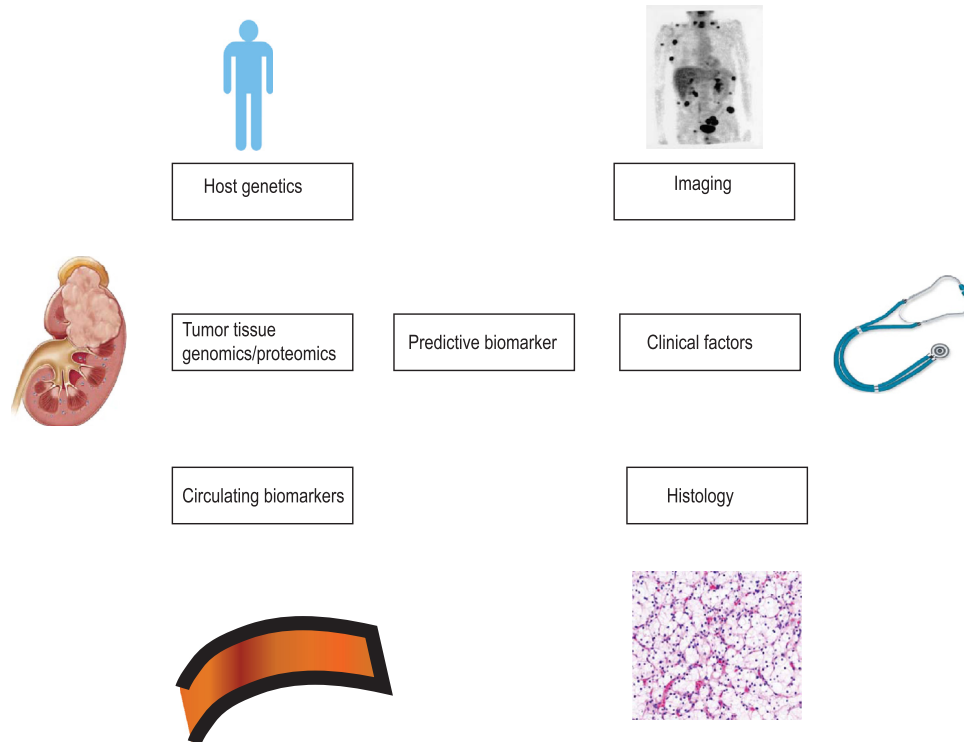 Host genetics
Imaging
Tumor tissue
genomics/proteomics
Predictive biomarker
Clinical factors
Circulating biomarkers
Histology